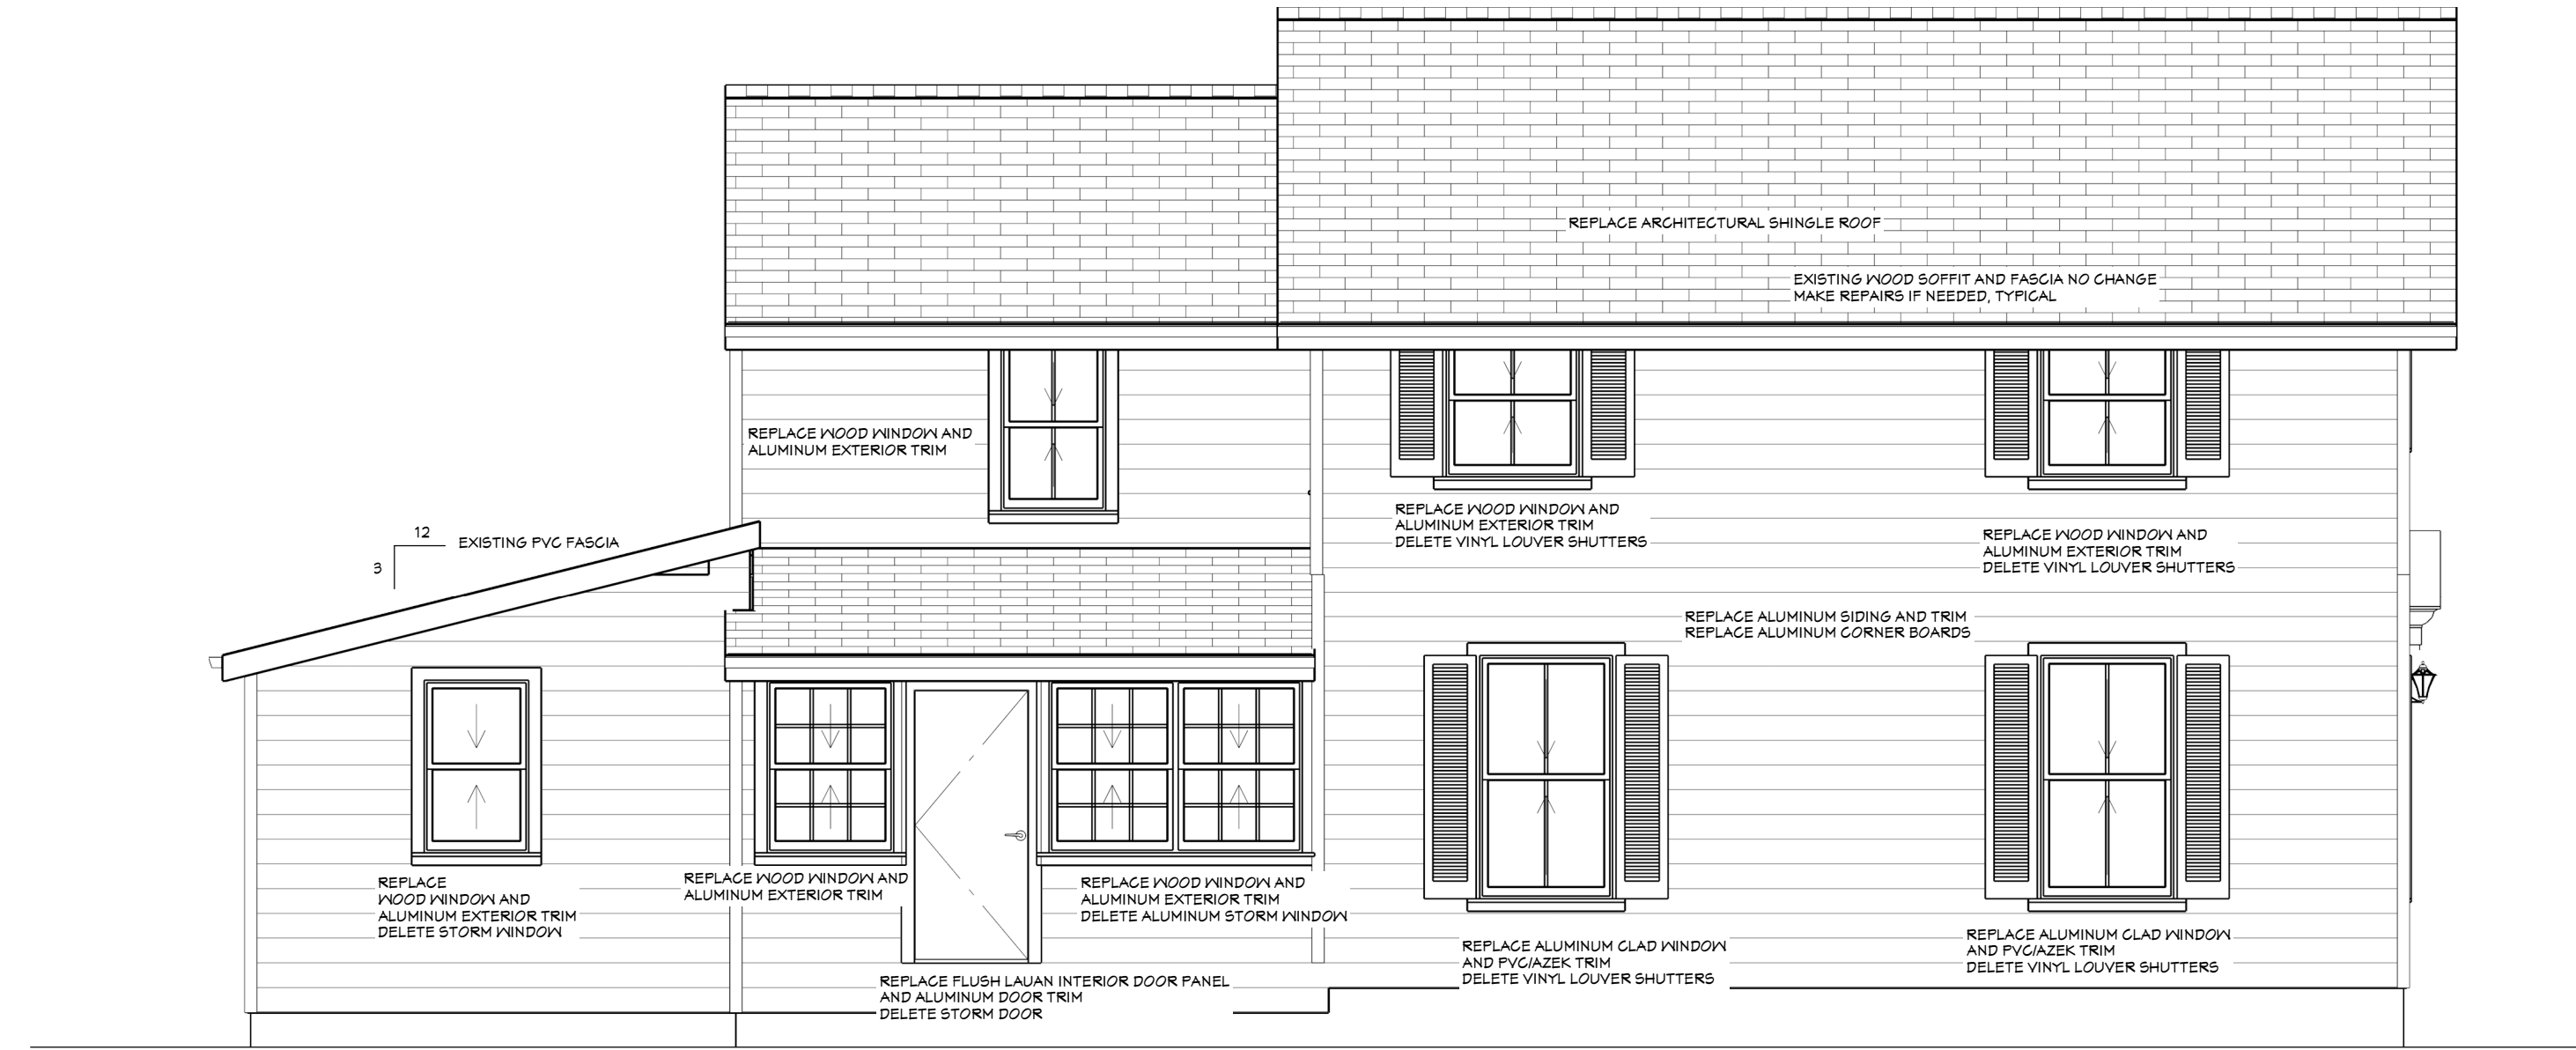 REPLACE ARCHITECTURAL SHINGLE ROOF
EXISTING WOOD SOFFIT AND FASCIA NO CHANGE
MAKE REPAIRS IF NEEDED, TYPICAL
REPLACE WOOD WINDOW AND
ALUMINUM EXTERIOR TRIM
12
3
EXISTING PVC FASCIA
REPLACE WOOD WINDOW AND
ALUMINUM EXTERIOR TRIM
DELETE VINYL LOUVER SHUTTERS
REPLACE WOOD WINDOW AND
ALUMINUM EXTERIOR TRIM
DELETE VINYL LOUVER SHUTTERS
REPLACE ALUMINUM SIDING AND TRIM
REPLACE ALUMINUM CORNER BOARDS
REPLACE
WOOD WINDOW AND
ALUMINUM EXTERIOR TRIM
DELETE STORM WINDOW
REPLACE WOOD WINDOW AND
ALUMINUM EXTERIOR TRIM
REPLACE WOOD WINDOW AND
ALUMINUM EXTERIOR TRIM
DELETE ALUMINUM STORM WINDOW
REPLACE FLUSH LAUAN INTERIOR DOOR PANEL
AND ALUMINUM DOOR TRIM
DELETE STORM DOOR
REPLACE ALUMINUM CLAD WINDOW
AND PVC/AZEK TRIM
DELETE VINYL LOUVER SHUTTERS
REPLACE ALUMINUM CLAD WINDOW
AND PVC/AZEK TRIM
DELETE VINYL LOUVER SHUTTERS